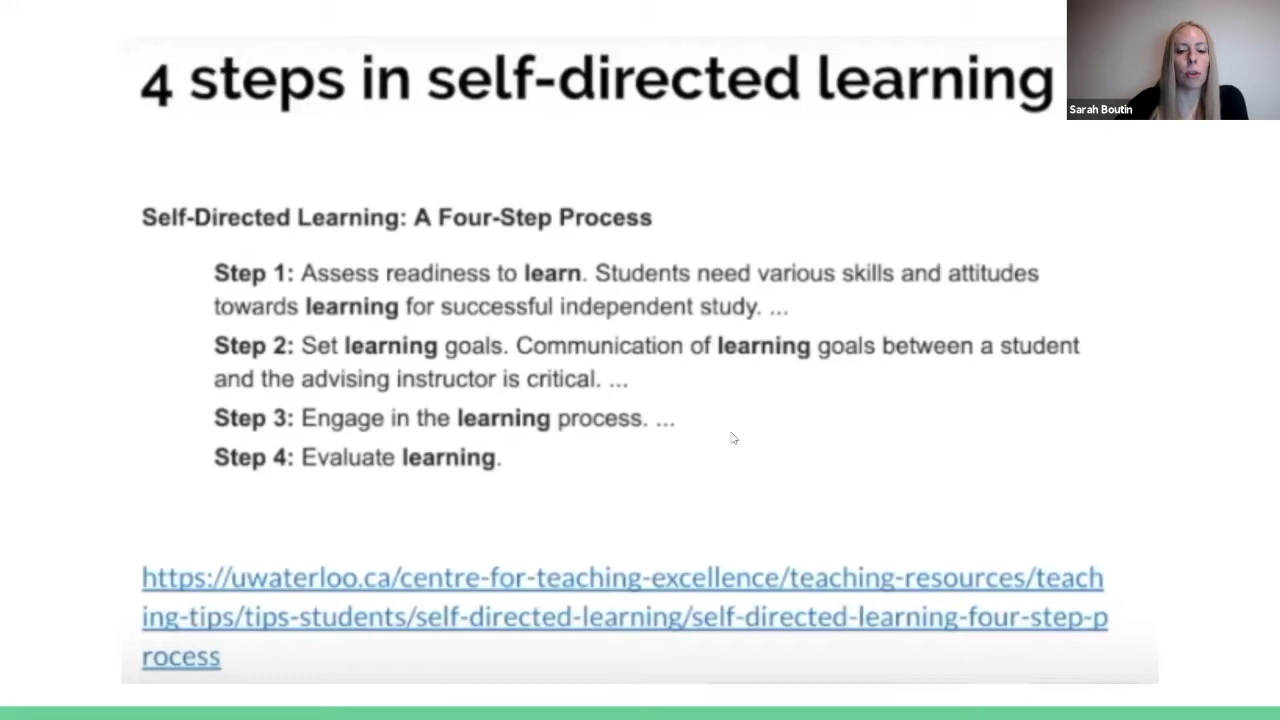 4 steps in self-directed learning
Sarah Boutin
Self-Directed Learning: A Four-Step Process
Step 1: Assess readiness to learn. Students need various skills and attitudes
towards learning for successful independent study. ...
Step 2: Set learning goals. Communication of learning goals between a student
and the advising instructor is critical. ...
Step 3: Engage in the learning process. ...
Step 4: Evaluate learning.
https://uwaterloo.ca/centre-for-teaching-excellence/teaching-resources/teach
ing-tips/tips-students/self-directed-learning/self-directed-learning-four-step-p
rocess